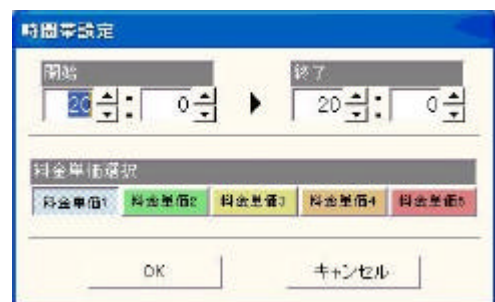 時間帯設定
開始 終了
20 : 0 ▶ 20 : 0
料金単価選択
料金単価1 料金単価2 料金単価3 料金単価4 料金単価5
OK キャンセル